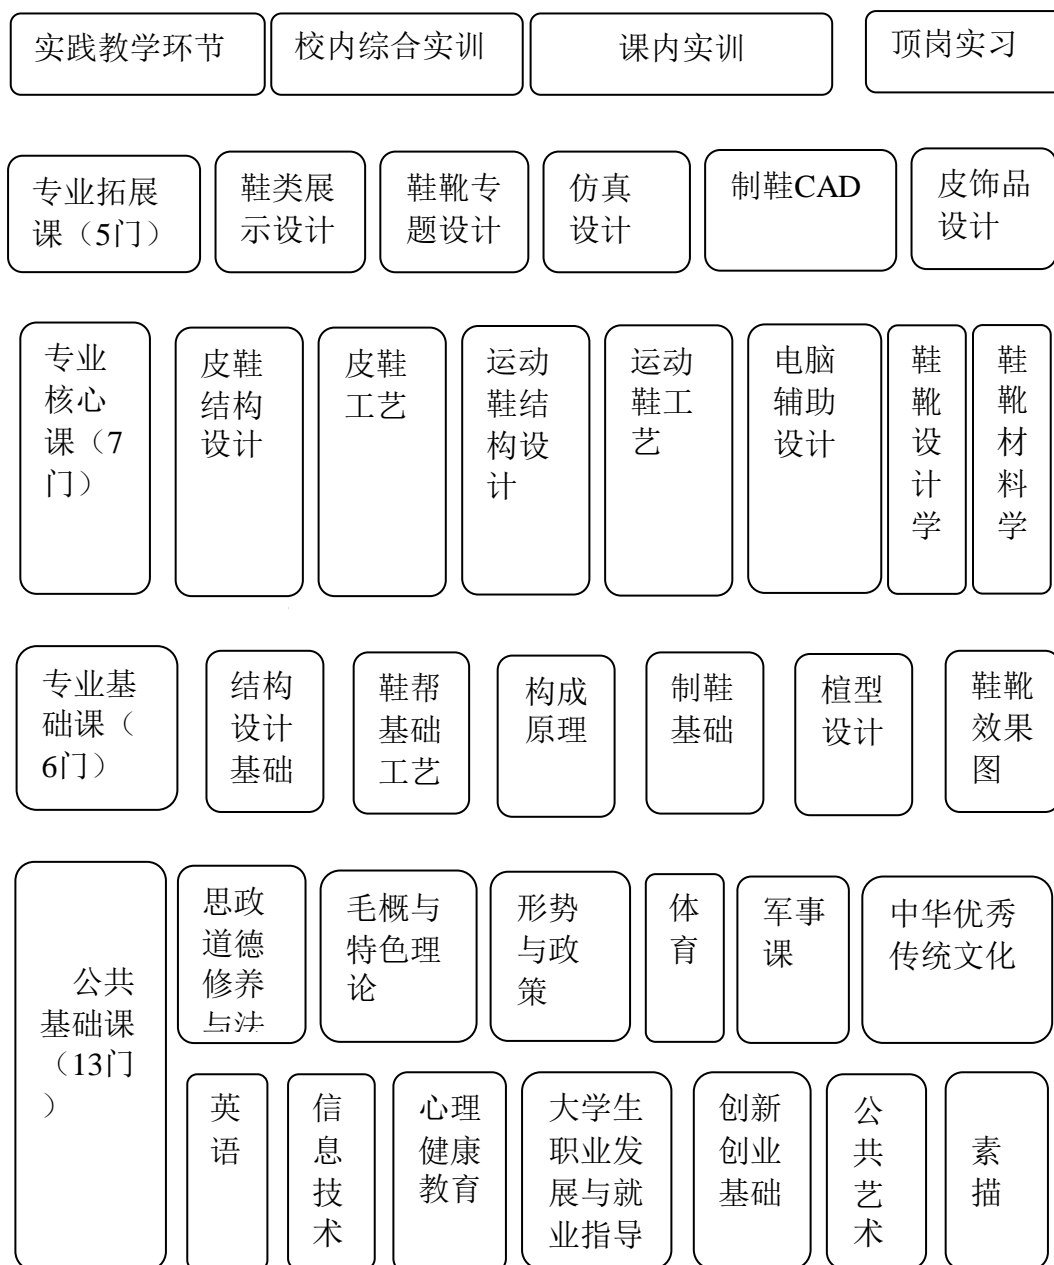 实践教学环节
校内综合实训
课内实训
顶岗实习
专业拓展
课（5门）
鞋类展
示设计
鞋靴专
题设计
仿真
设计
制鞋CAD
皮饰品
设计
专业
核心
课（7
门）
皮鞋
结构
设计
皮鞋
工艺
运动
鞋结
构设
计
运动
鞋工
艺
电脑
辅助
设计
鞋
靴
设
计
学
鞋
靴
材
料
学
专业基
础课（
6门）
结构
设计
基础
鞋帮
基础
工艺
构成
原理
制鞋
基础
楦型
设计
鞋靴
效果
图
公共
基础课
（13门
）
思政
道德
修养
与法
毛概与
特色理
论
形势
与政
策
体
育
军事
课
中华优秀
传统文化
英
语
信
息
技
术
心理
健康
教育
大学生
职业发
展与就
业指导
创新
创业
基础
公
共
艺
术
素
描